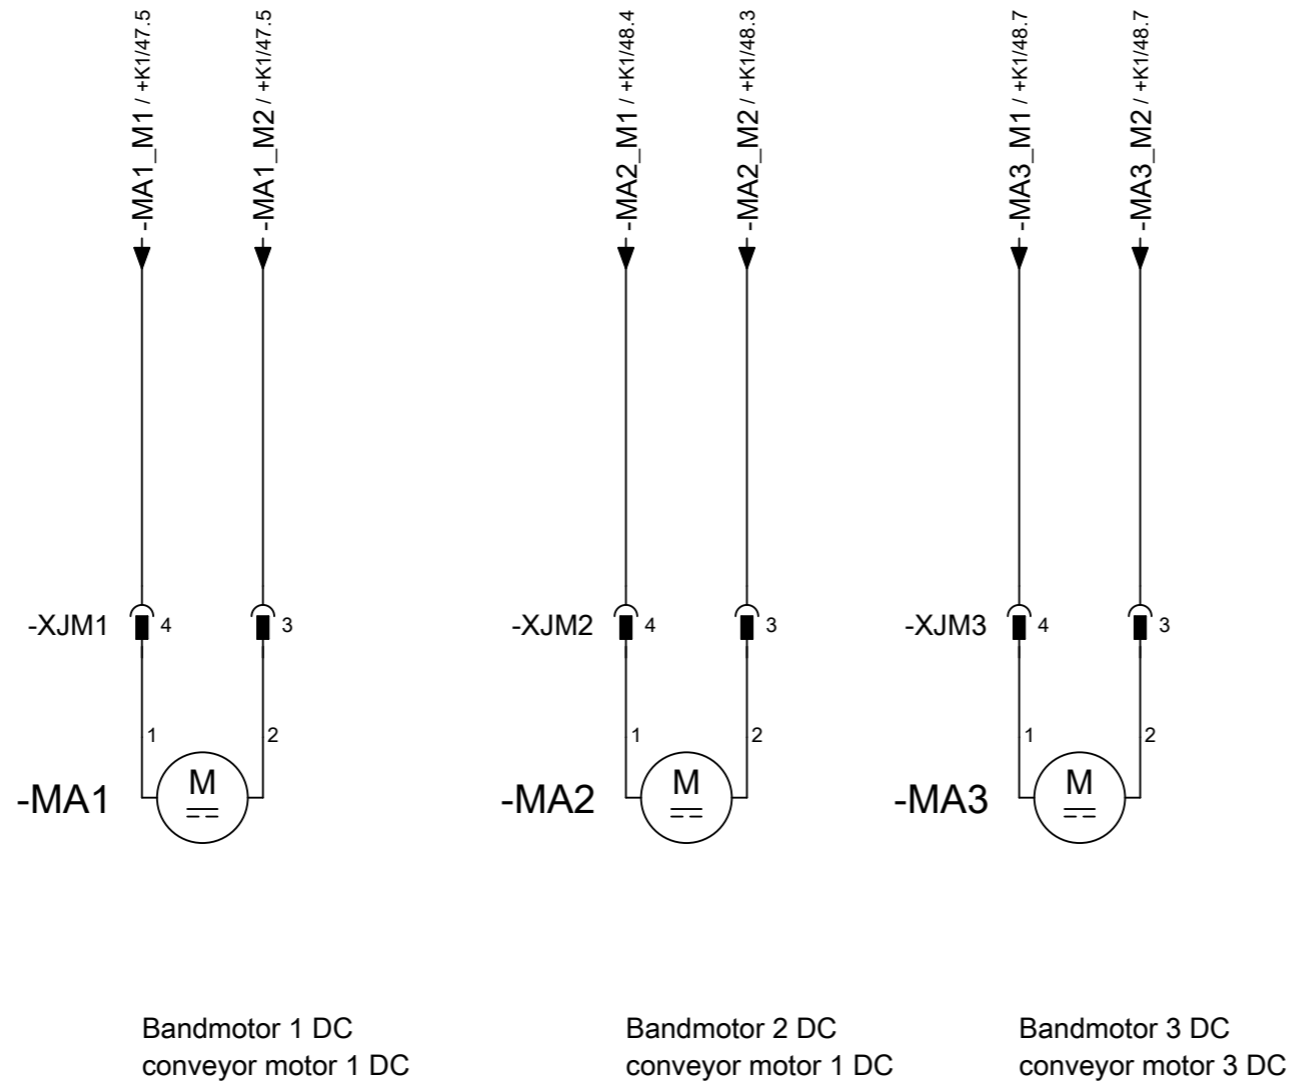 -MA1_M1 / +K1/47.5
-MA1_M2 / +K1/47.5
-MA2_M1 / +K1/48.4
-MA2_M2 / +K1/48.3
-MA3_M1 / +K1/48.7
-MA3_M2 / +K1/48.7
-XJM1 4 3
-XJM2 4 3
-XJM3 4 3
1 2
1 2
1 2
-MA1 M
-MA2 M
-MA3 M
Bandmotor 1 DC
conveyor motor 1 DC
Bandmotor 2 DC
conveyor motor 1 DC
Bandmotor 3 DC
conveyor motor 3 DC